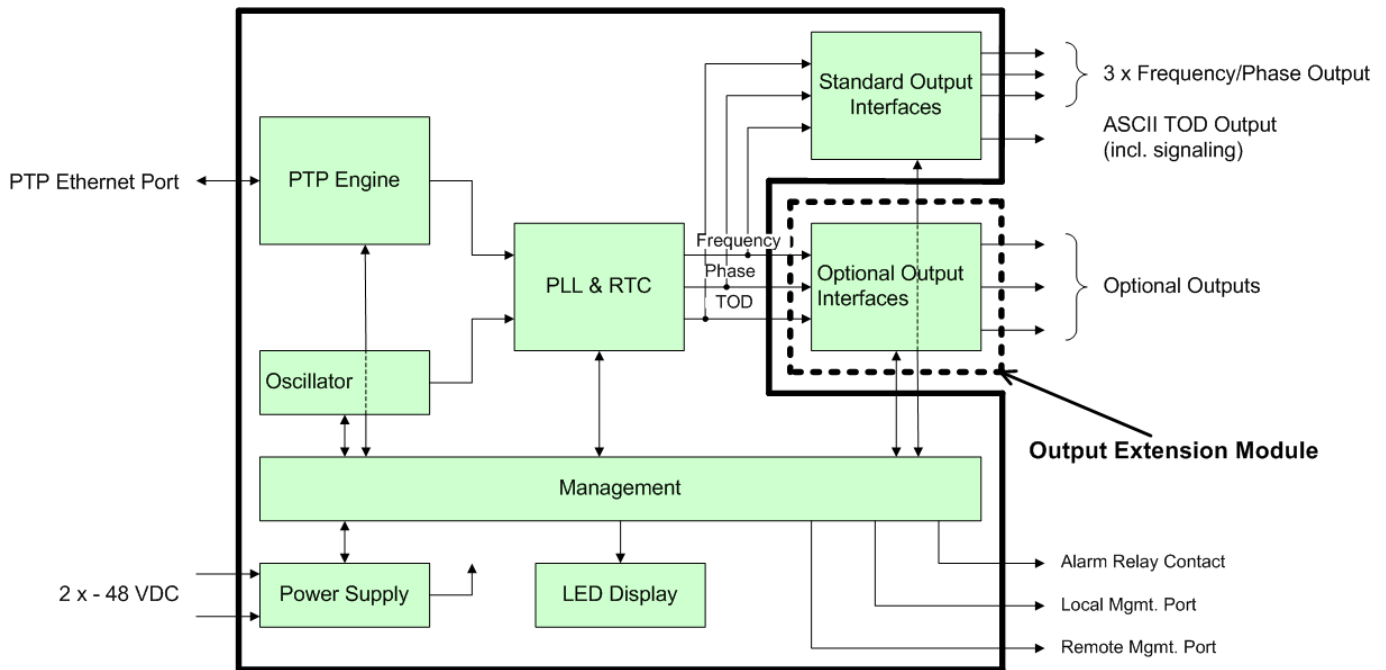 Standard Output
Interfaces
3 x Frequency/Phase Output
ASCII TOD Output
(incl. signaling)
PTP Ethernet Port
PTP Engine
PLL & RTC
Frequency
Phase
TOD
Optional Output
Interfaces
Optional Outputs
Oscillator
Output Extension Module
Management
2 x - 48 VDC
Power Supply
LED Display
Alarm Relay Contact
Local Mgmt. Port
Remote Mgmt. Port